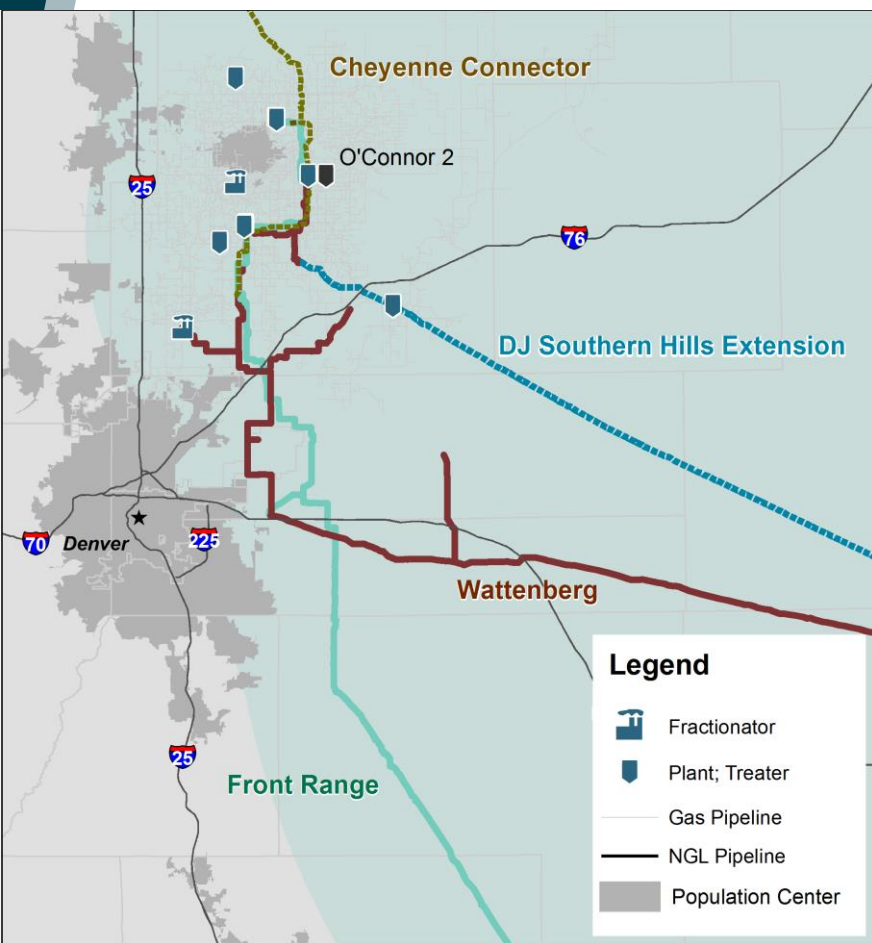 Cheyenne Connector
O'Connor 2
25
76
DJ Southern Hills Extension
70
Denver
225
Wattenberg
25
Front Range
Legend
Fractionator
Plant; Treater
Gas Pipeline
NGL Pipeline
Population Center